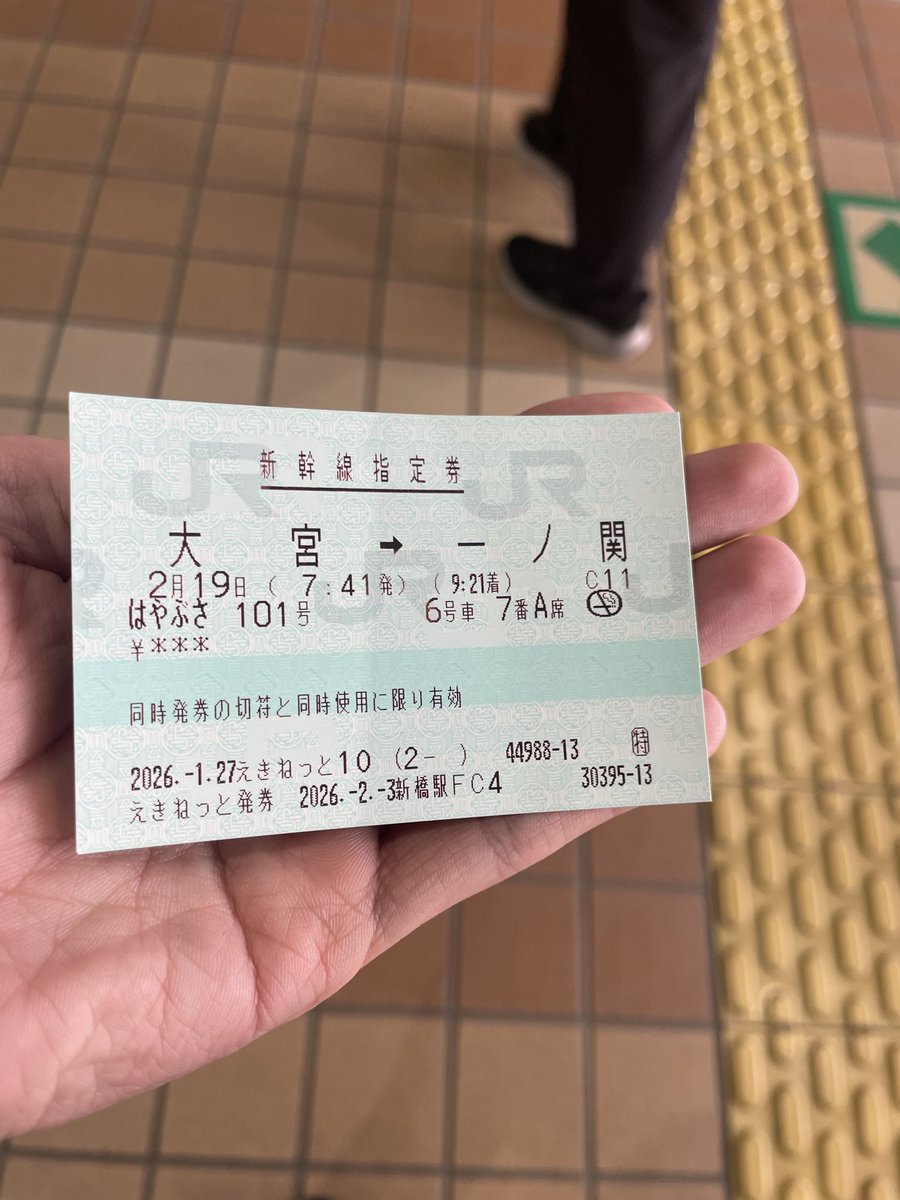 新幹線指定券
大宮 → 一ノ関
2月19日 ( 7:41発) ( 9:21着) C11
はやぶさ 101号 6号車 7番A席
¥***
同時発券の切符と同時使用に限り有効
2026.-1.27えきねっと10 (2- ) 44988-13 特
えきねっと発券 2026.-2.-3新橋駅FC4 30395-13
JR JR
JR